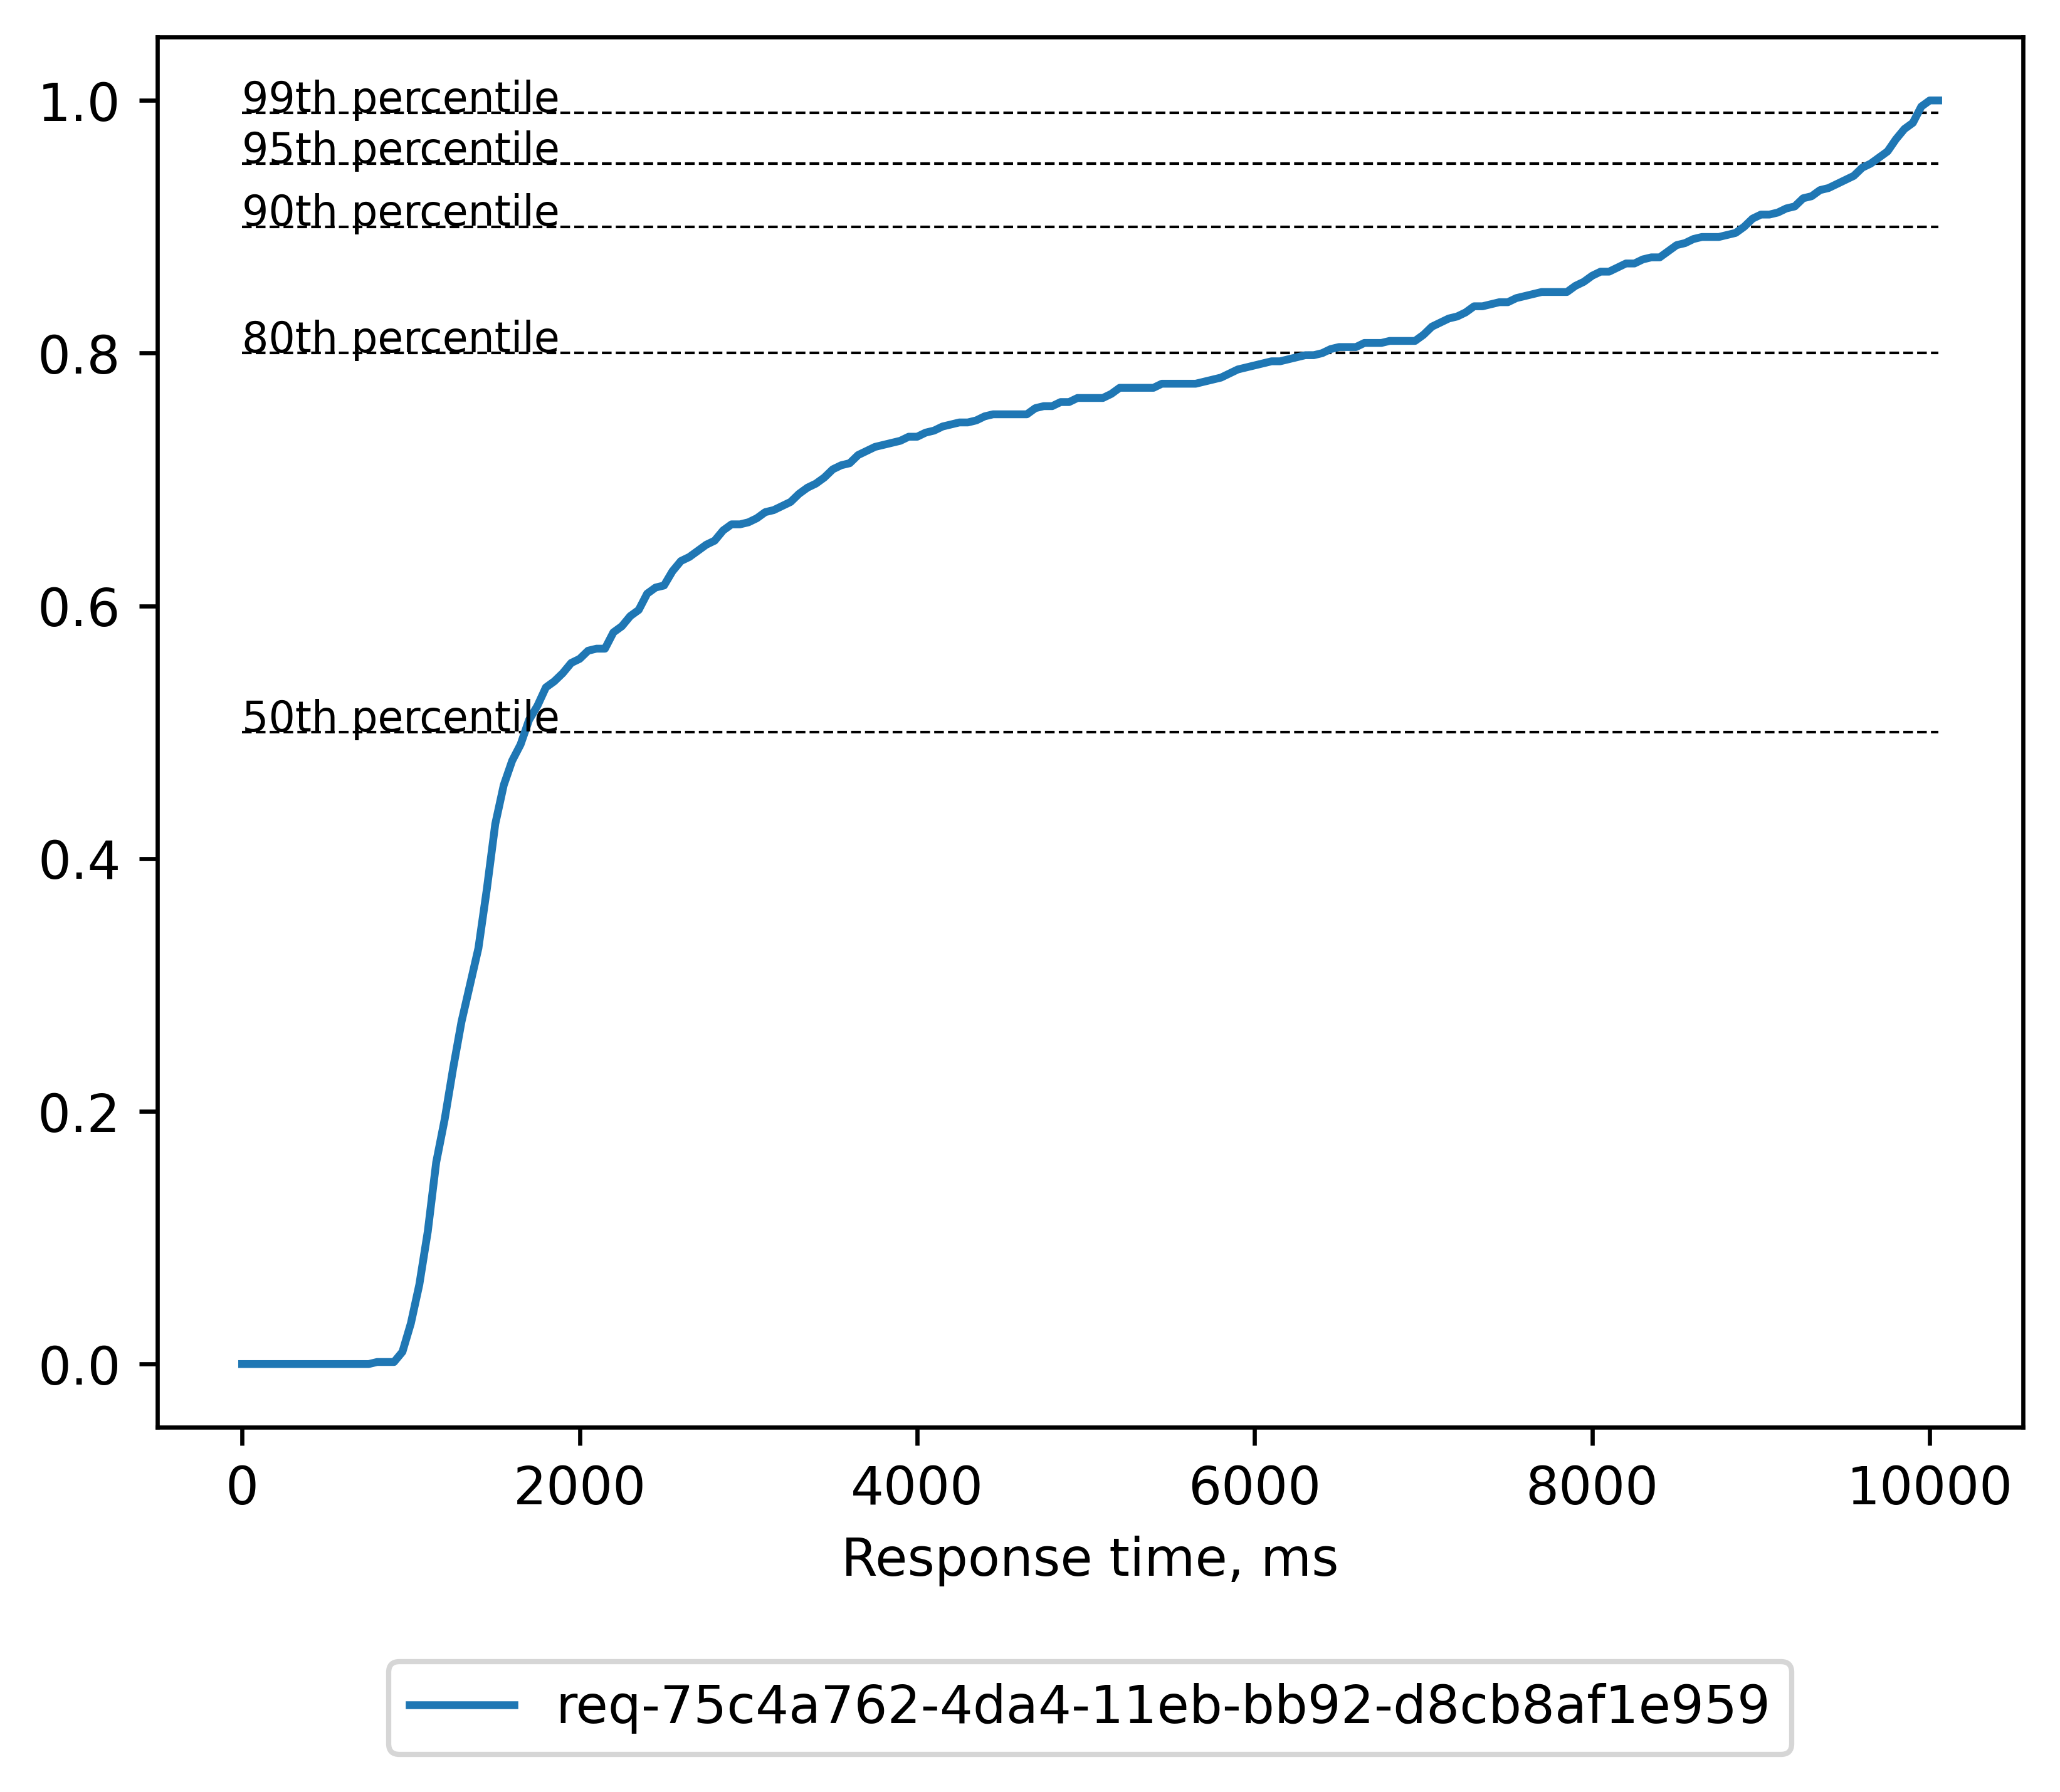 1.0
99th percentile
95th percentile
90th percentile
0.8
80th percentile
0.6
50th percentile
0.4
0.2
0.0
0 2000 4000 6000 8000 10000
Response time, ms
req-75c4a762-4da4-11eb-bb92-d8cb8af1e959